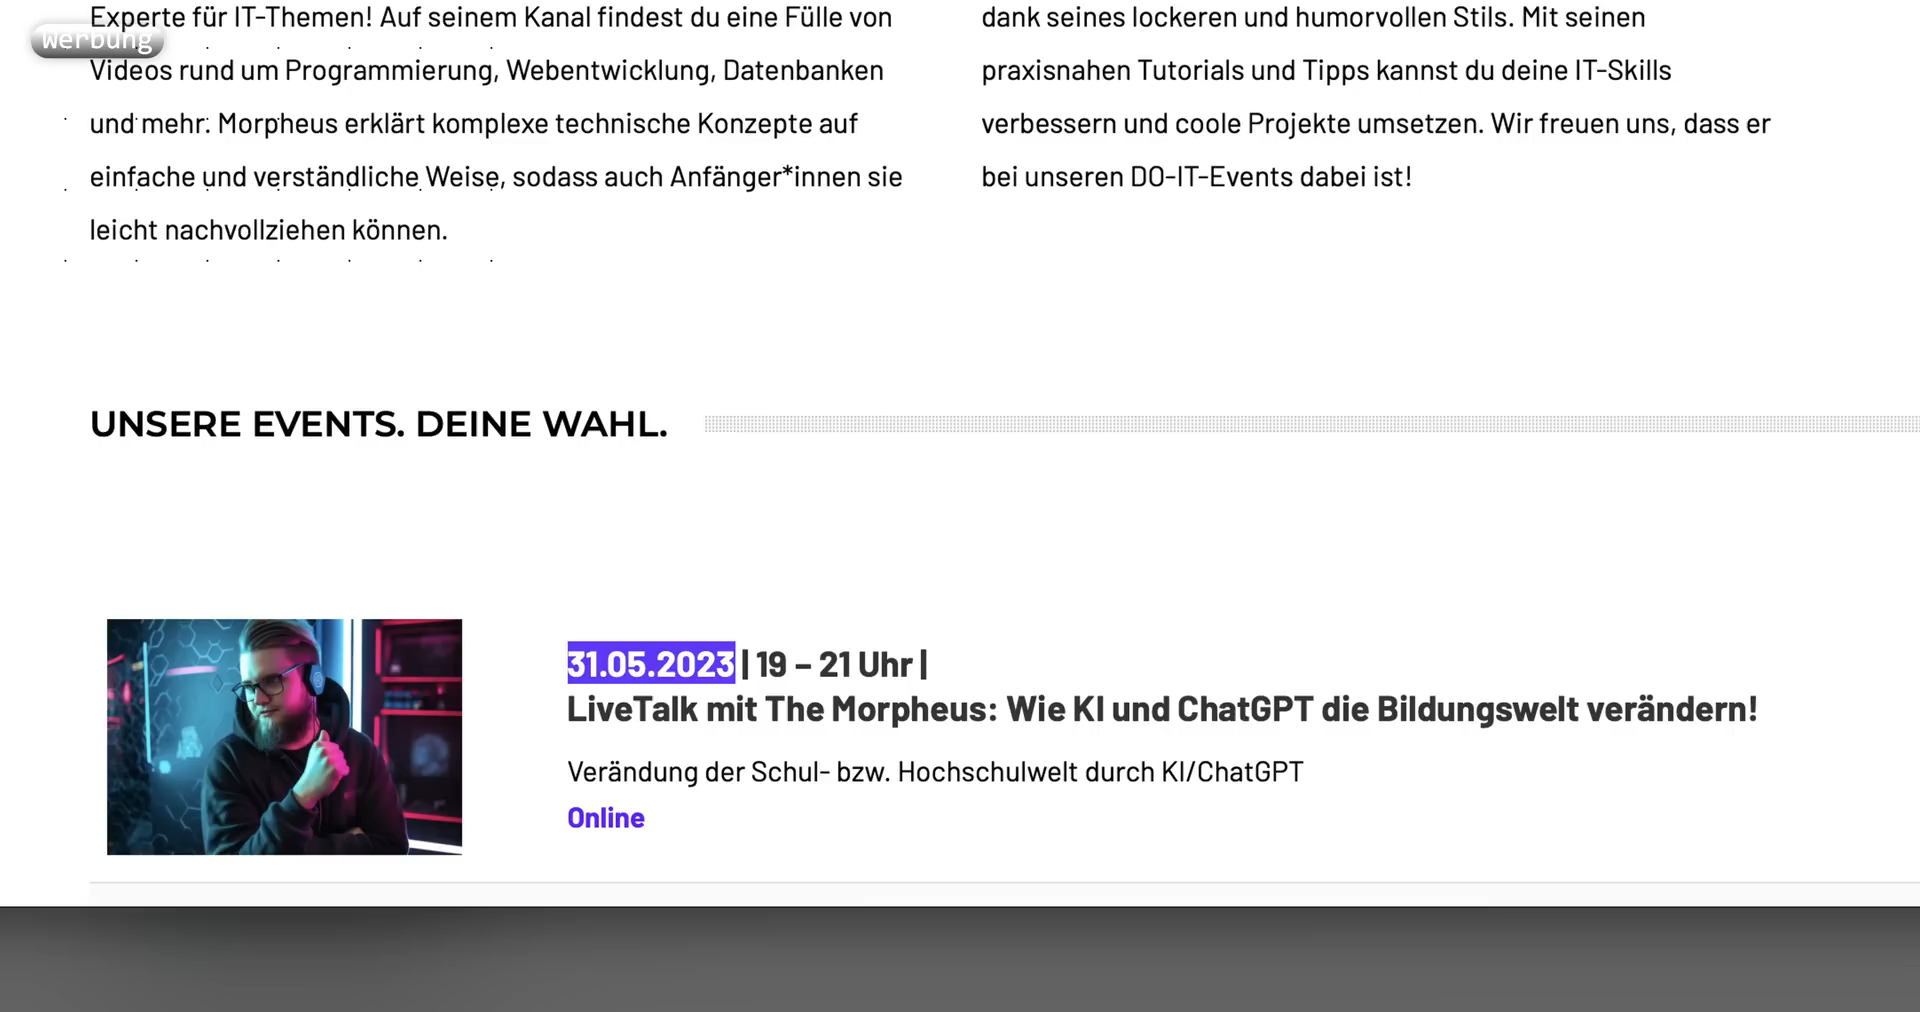 Werbung
Experte für IT-Themen! Auf seinem Kanal findest du eine Fülle von
Videos rund um Programmierung, Webentwicklung, Datenbanken
und mehr. Morpheus erklärt komplexe technische Konzepte auf
einfache und verständliche Weise, sodass auch Anfänger*innen sie
leicht nachvollziehen können.
dank seines lockeren und humorvollen Stils. Mit seinen
praxisnahen Tutorials und Tipps kannst du deine IT-Skills
verbessern und coole Projekte umsetzen. Wir freuen uns, dass er
bei unseren DO-IT-Events dabei ist!
UNSERE EVENTS. DEINE WAHL.
31.05.2023 | 19 – 21 Uhr |
LiveTalk mit The Morpheus: Wie KI und ChatGPT die Bildungswelt verändern!
Verändung der Schul- bzw. Hochschulwelt durch KI/ChatGPT
Online